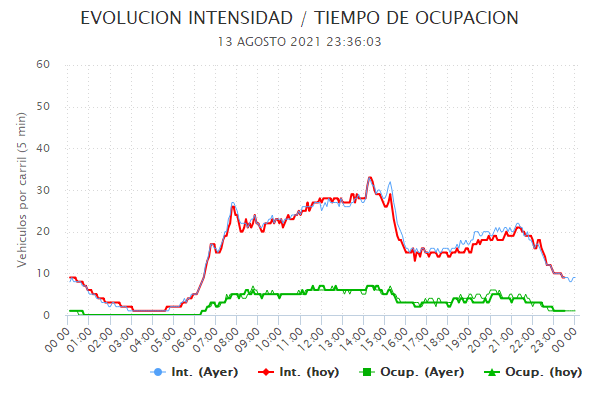 EVOLUCION INTENSIDAD / TIEMPO DE OCUPACION
13 AGOSTO 2021 23:36:03
Vehiculos por carril (5 min)
60
50
40
30
20
10
0
00:00 01:00 02:00 03:00 04:00 05:00 06:00 07:00 08:00 09:00 10:00 11:00 12:00 13:00 14:00 15:00 16:00 17:00 18:00 19:00 20:00 21:00 22:00 23:00 00:00
Int. (Ayer) Int. (hoy) Ocup. (Ayer) Ocup. (hoy)